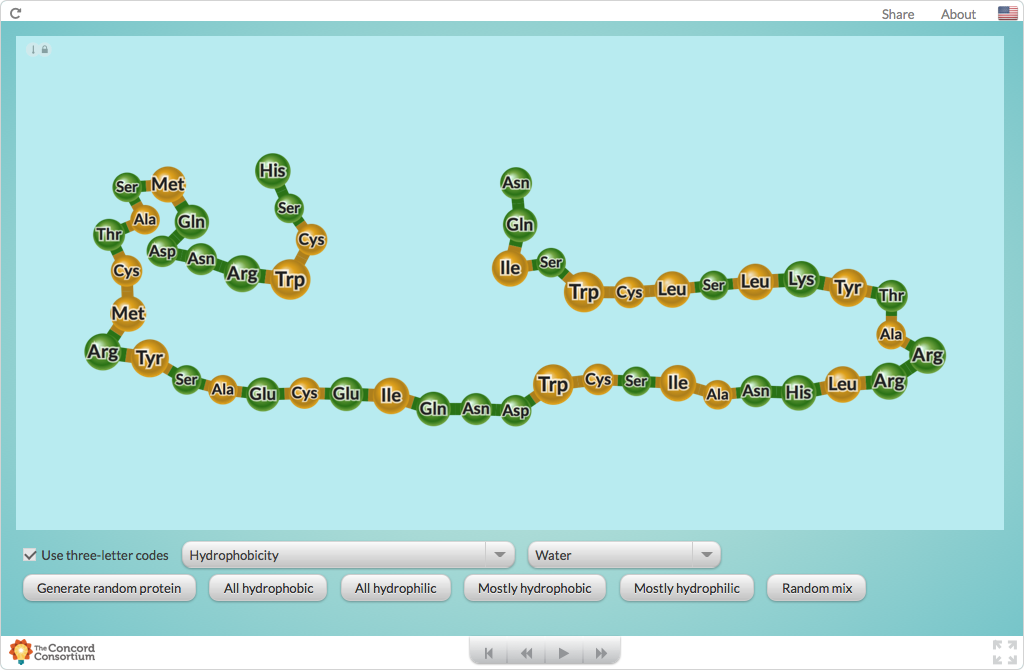 Share About
His
Ser
Cys
Trp
Arg
Asn
Asp
Gln
Met
Ser
Ala
Thr
Cys
Met
Arg
Tyr
Ser
Ala
Glu
Cys
Glu
Ile
Gln
Asn
Asp
Trp
Cys
Ser
Ile
Ala
Asn
His
Leu
Arg
Arg
Ala
Thr
Tyr
Lys
Leu
Ser
Leu
Cys
Trp
Ser
Ile
Gln
Asn
Use three-letter codes Hydrophobicity Water
Generate random protein All hydrophobic All hydrophilic Mostly hydrophobic Mostly hydrophilic Random mix
The Concord
Consortium